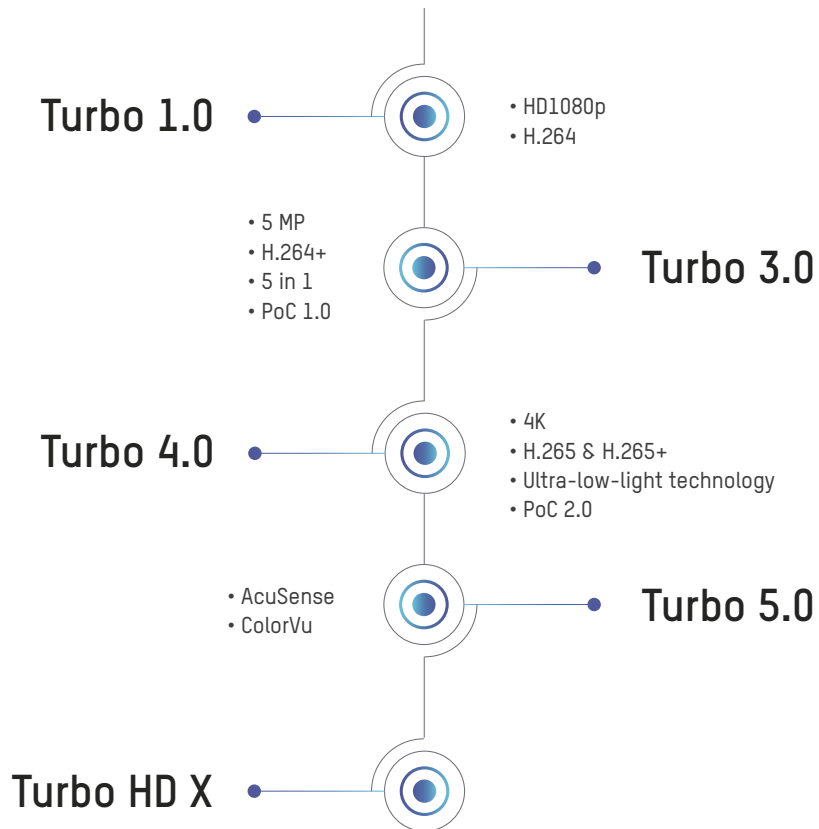 Turbo 1.0
• HD1080p
• H.264
• 5 MP
• H.264+
• 5 in 1
• PoC 1.0
Turbo 3.0
Turbo 4.0
• 4K
• H.265 & H.265+
• Ultra-low-light technology
• PoC 2.0
• AcuSense
• ColorVu
Turbo 5.0
Turbo HD X